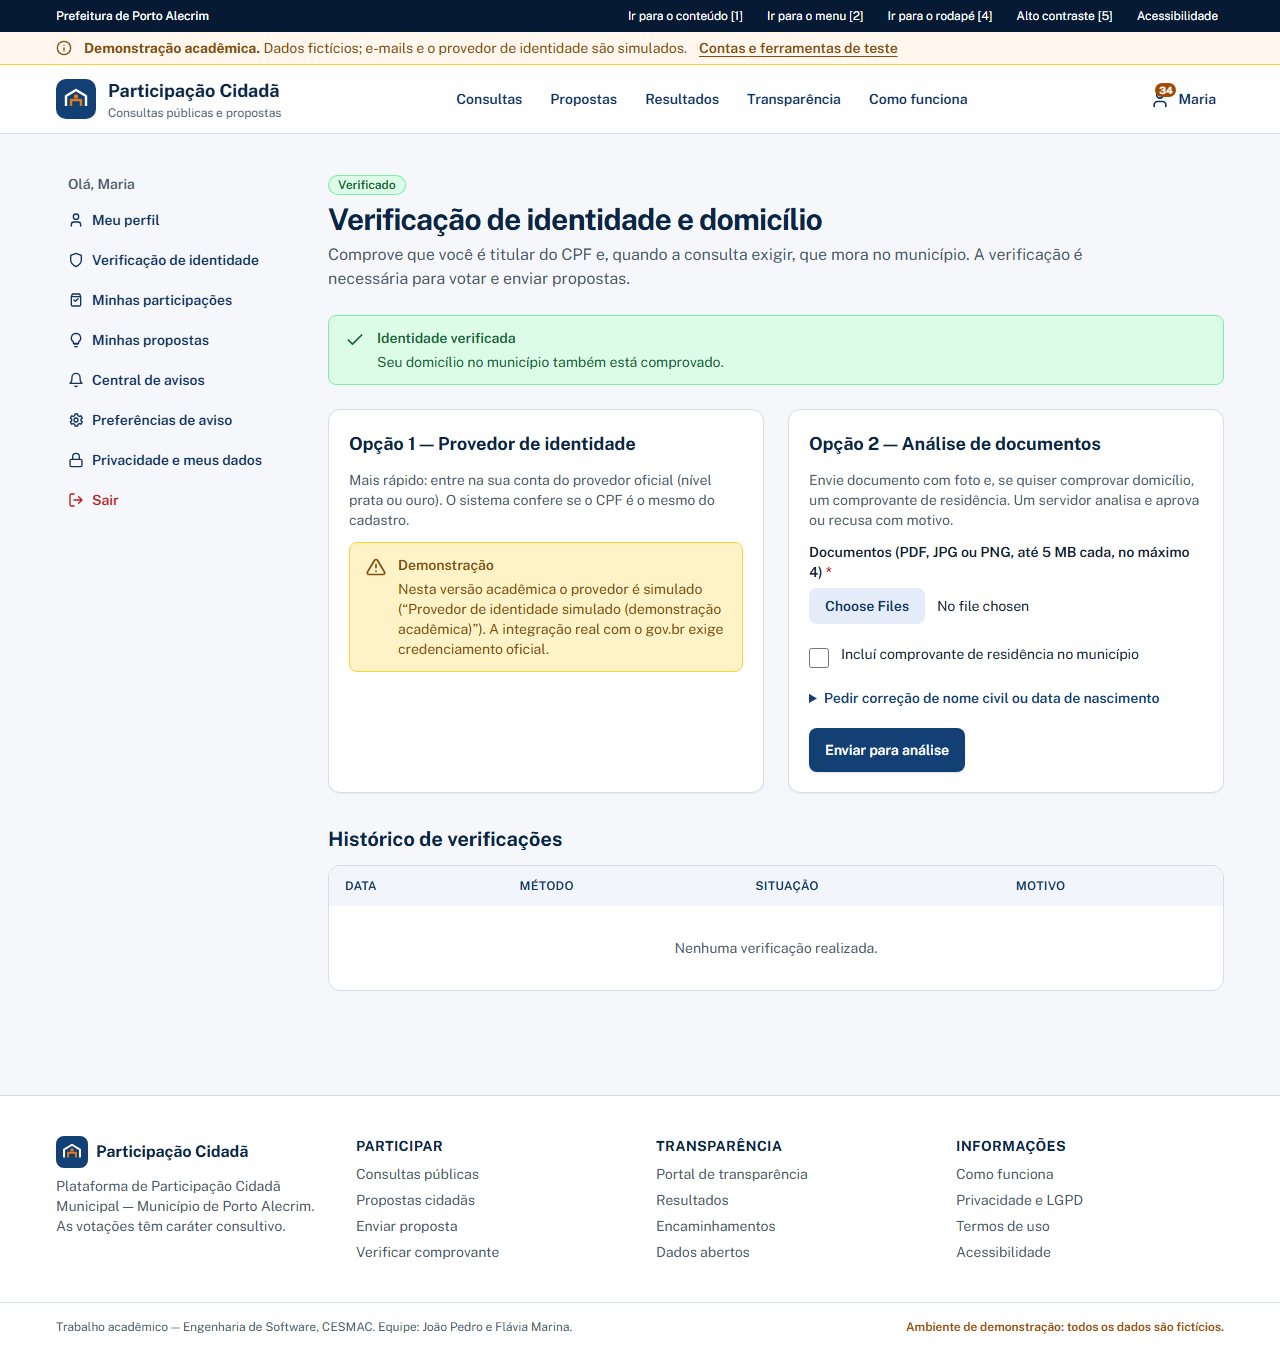 Prefeitura de Porto Alecrim
Ir para o conteúdo [1]
Ir para o menu [2]
Ir para o rodapé [4]
Alto contraste [5]
Acessibilidade
Demonstração acadêmica. Dados fictícios; e-mails e o provedor de identidade são simulados. Contas e ferramentas de teste
Participação Cidadã
Consultas públicas e propostas
Consultas
Propostas
Resultados
Transparência
Como funciona
34
Maria
Olá, Maria
Meu perfil
Verificação de identidade
Minhas participações
Minhas propostas
Central de avisos
Preferências de aviso
Privacidade e meus dados
Sair
Verificado
Verificação de identidade e domicílio
Comprove que você é titular do CPF e, quando a consulta exigir, que mora no município. A verificação é
necessária para votar e enviar propostas.
Identidade verificada
Seu domicílio no município também está comprovado.
Opção 1 — Provedor de identidade
Mais rápido: entre na sua conta do provedor oficial (nível
prata ou ouro). O sistema confere se o CPF é o mesmo do
cadastro.
Demonstração
Nesta versão acadêmica o provedor é simulado
(“Provedor de identidade simulado (demonstração
acadêmica)”). A integração real com o gov.br exige
credenciamento oficial.
Opção 2 — Análise de documentos
Envie documento com foto e, se quiser comprovar domicílio,
um comprovante de residência. Um servidor analisa e aprova
ou recusa com motivo.
Documentos (PDF, JPG ou PNG, até 5 MB cada, no máximo
4) *
Choose Files
No file chosen
Incluí comprovante de residência no município
Pedir correção de nome civil ou data de nascimento
Enviar para análise
Histórico de verificações
DATA
MÉTODO
SITUAÇÃO
MOTIVO
Nenhuma verificação realizada.
Participação Cidadã
Plataforma de Participação Cidadã
Municipal — Município de Porto Alecrim.
As votações têm caráter consultivo.
PARTICIPAR
Consultas públicas
Propostas cidadãs
Enviar proposta
Verificar comprovante
TRANSPARÊNCIA
Portal de transparência
Resultados
Encaminhamentos
Dados abertos
INFORMAÇÕES
Como funciona
Privacidade e LGPD
Termos de uso
Acessibilidade
Trabalho acadêmico — Engenharia de Software, CESMAC. Equipe: João Pedro e Flávia Marina.
Ambiente de demonstração: todos os dados são fictícios.